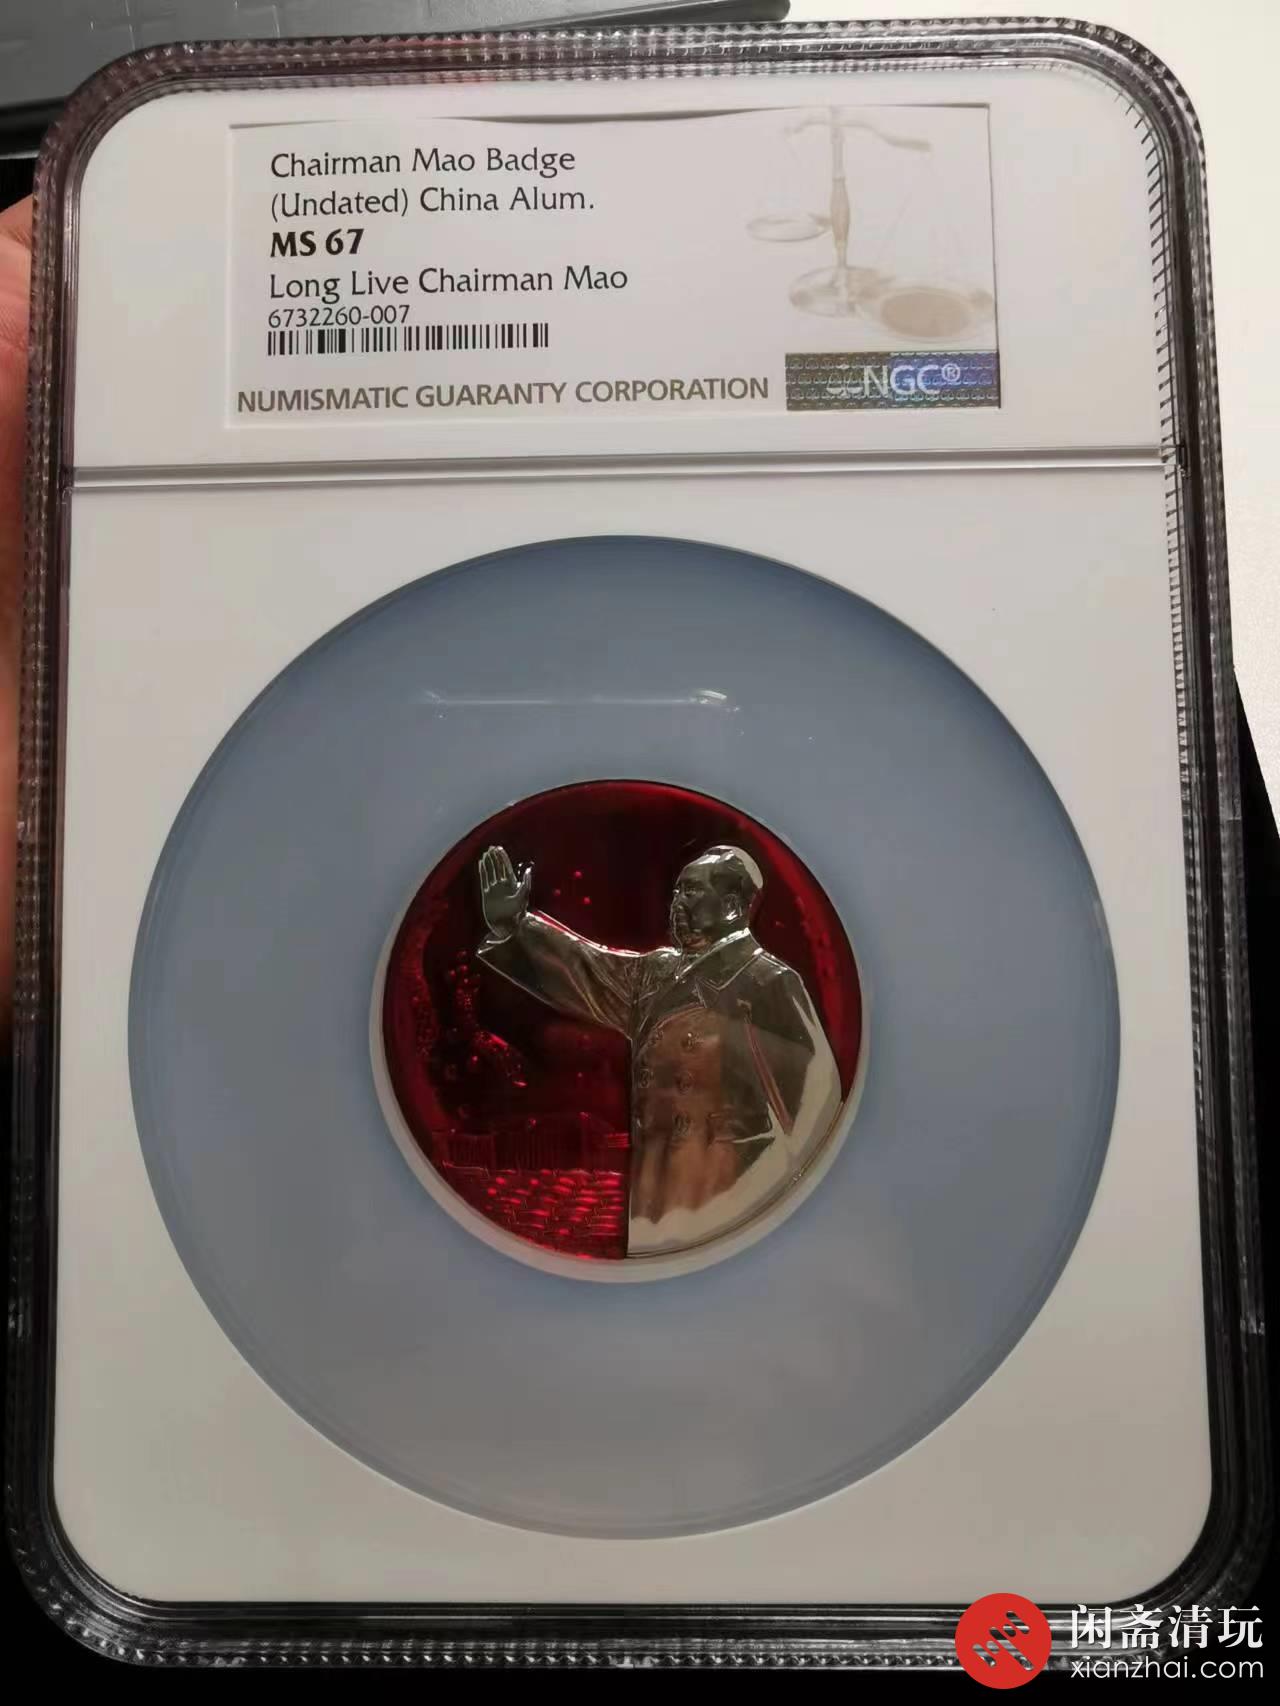 Chairman Mao Badge
(Undated) China Alum.
MS 67
Long Live Chairman Mao
6732260-007
NUMISMATIC GUARANTY CORPORATION
NGC®
闲斋清玩
xianzhai.com